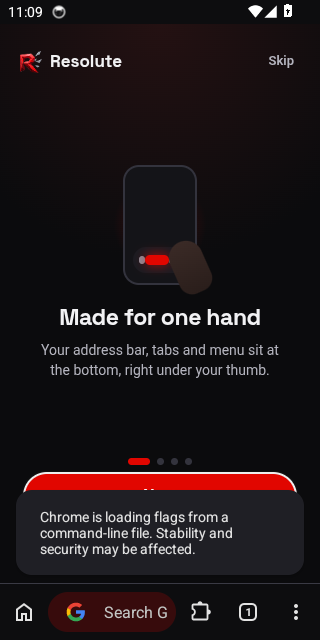 11:09
Resolute
Skip
Made for one hand
Your address bar, tabs and menu sit at
the bottom, right under your thumb.
Chrome is loading flags from a
command-line file. Stability and
security may be affected.
Search G
1